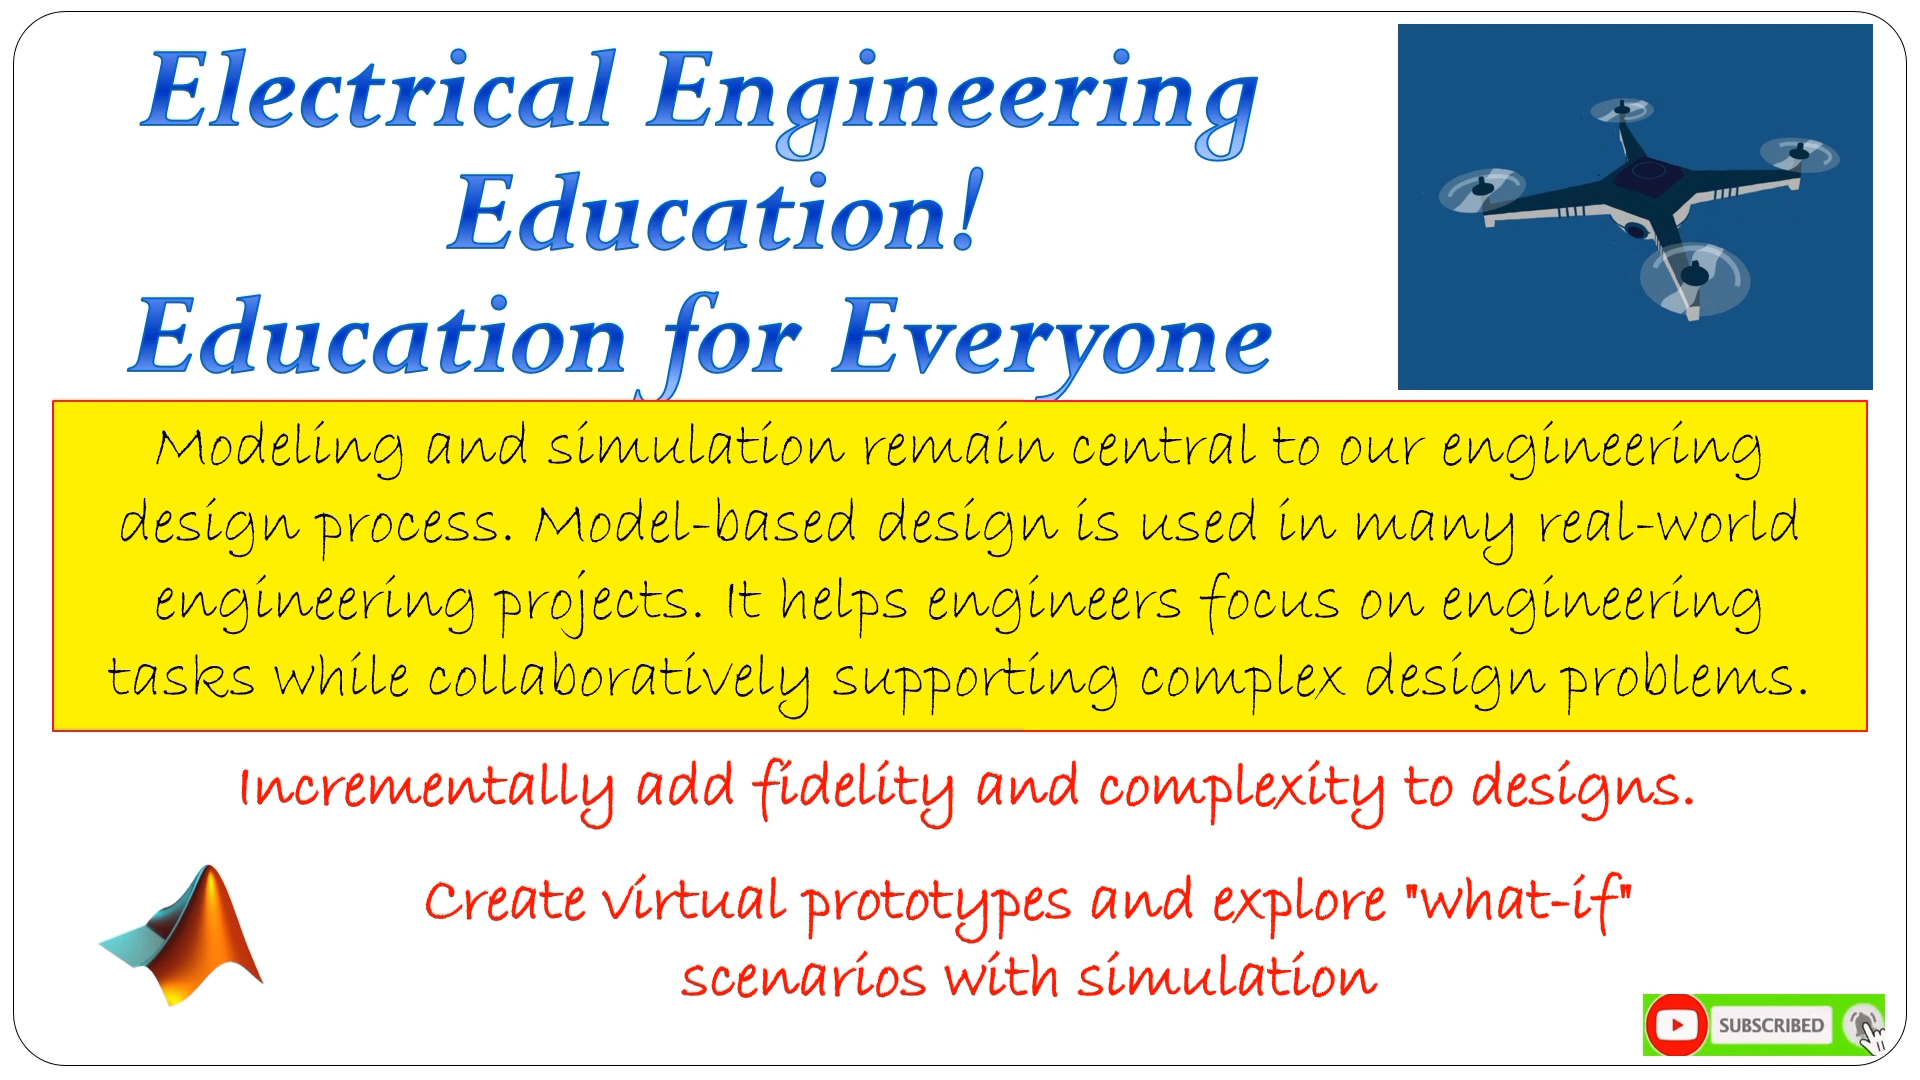 Electrical Engineering
Education!
Education for Everyone
Modeling and simulation remain central to our engineering
design process. Model-based design is used in many real-world
engineering projects. It helps engineers focus on engineering
tasks while collaboratively supporting complex design problems.
Incrementally add fidelity and complexity to designs.
Create virtual prototypes and explore "what-if"
scenarios with simulation
SUBSCRIBED